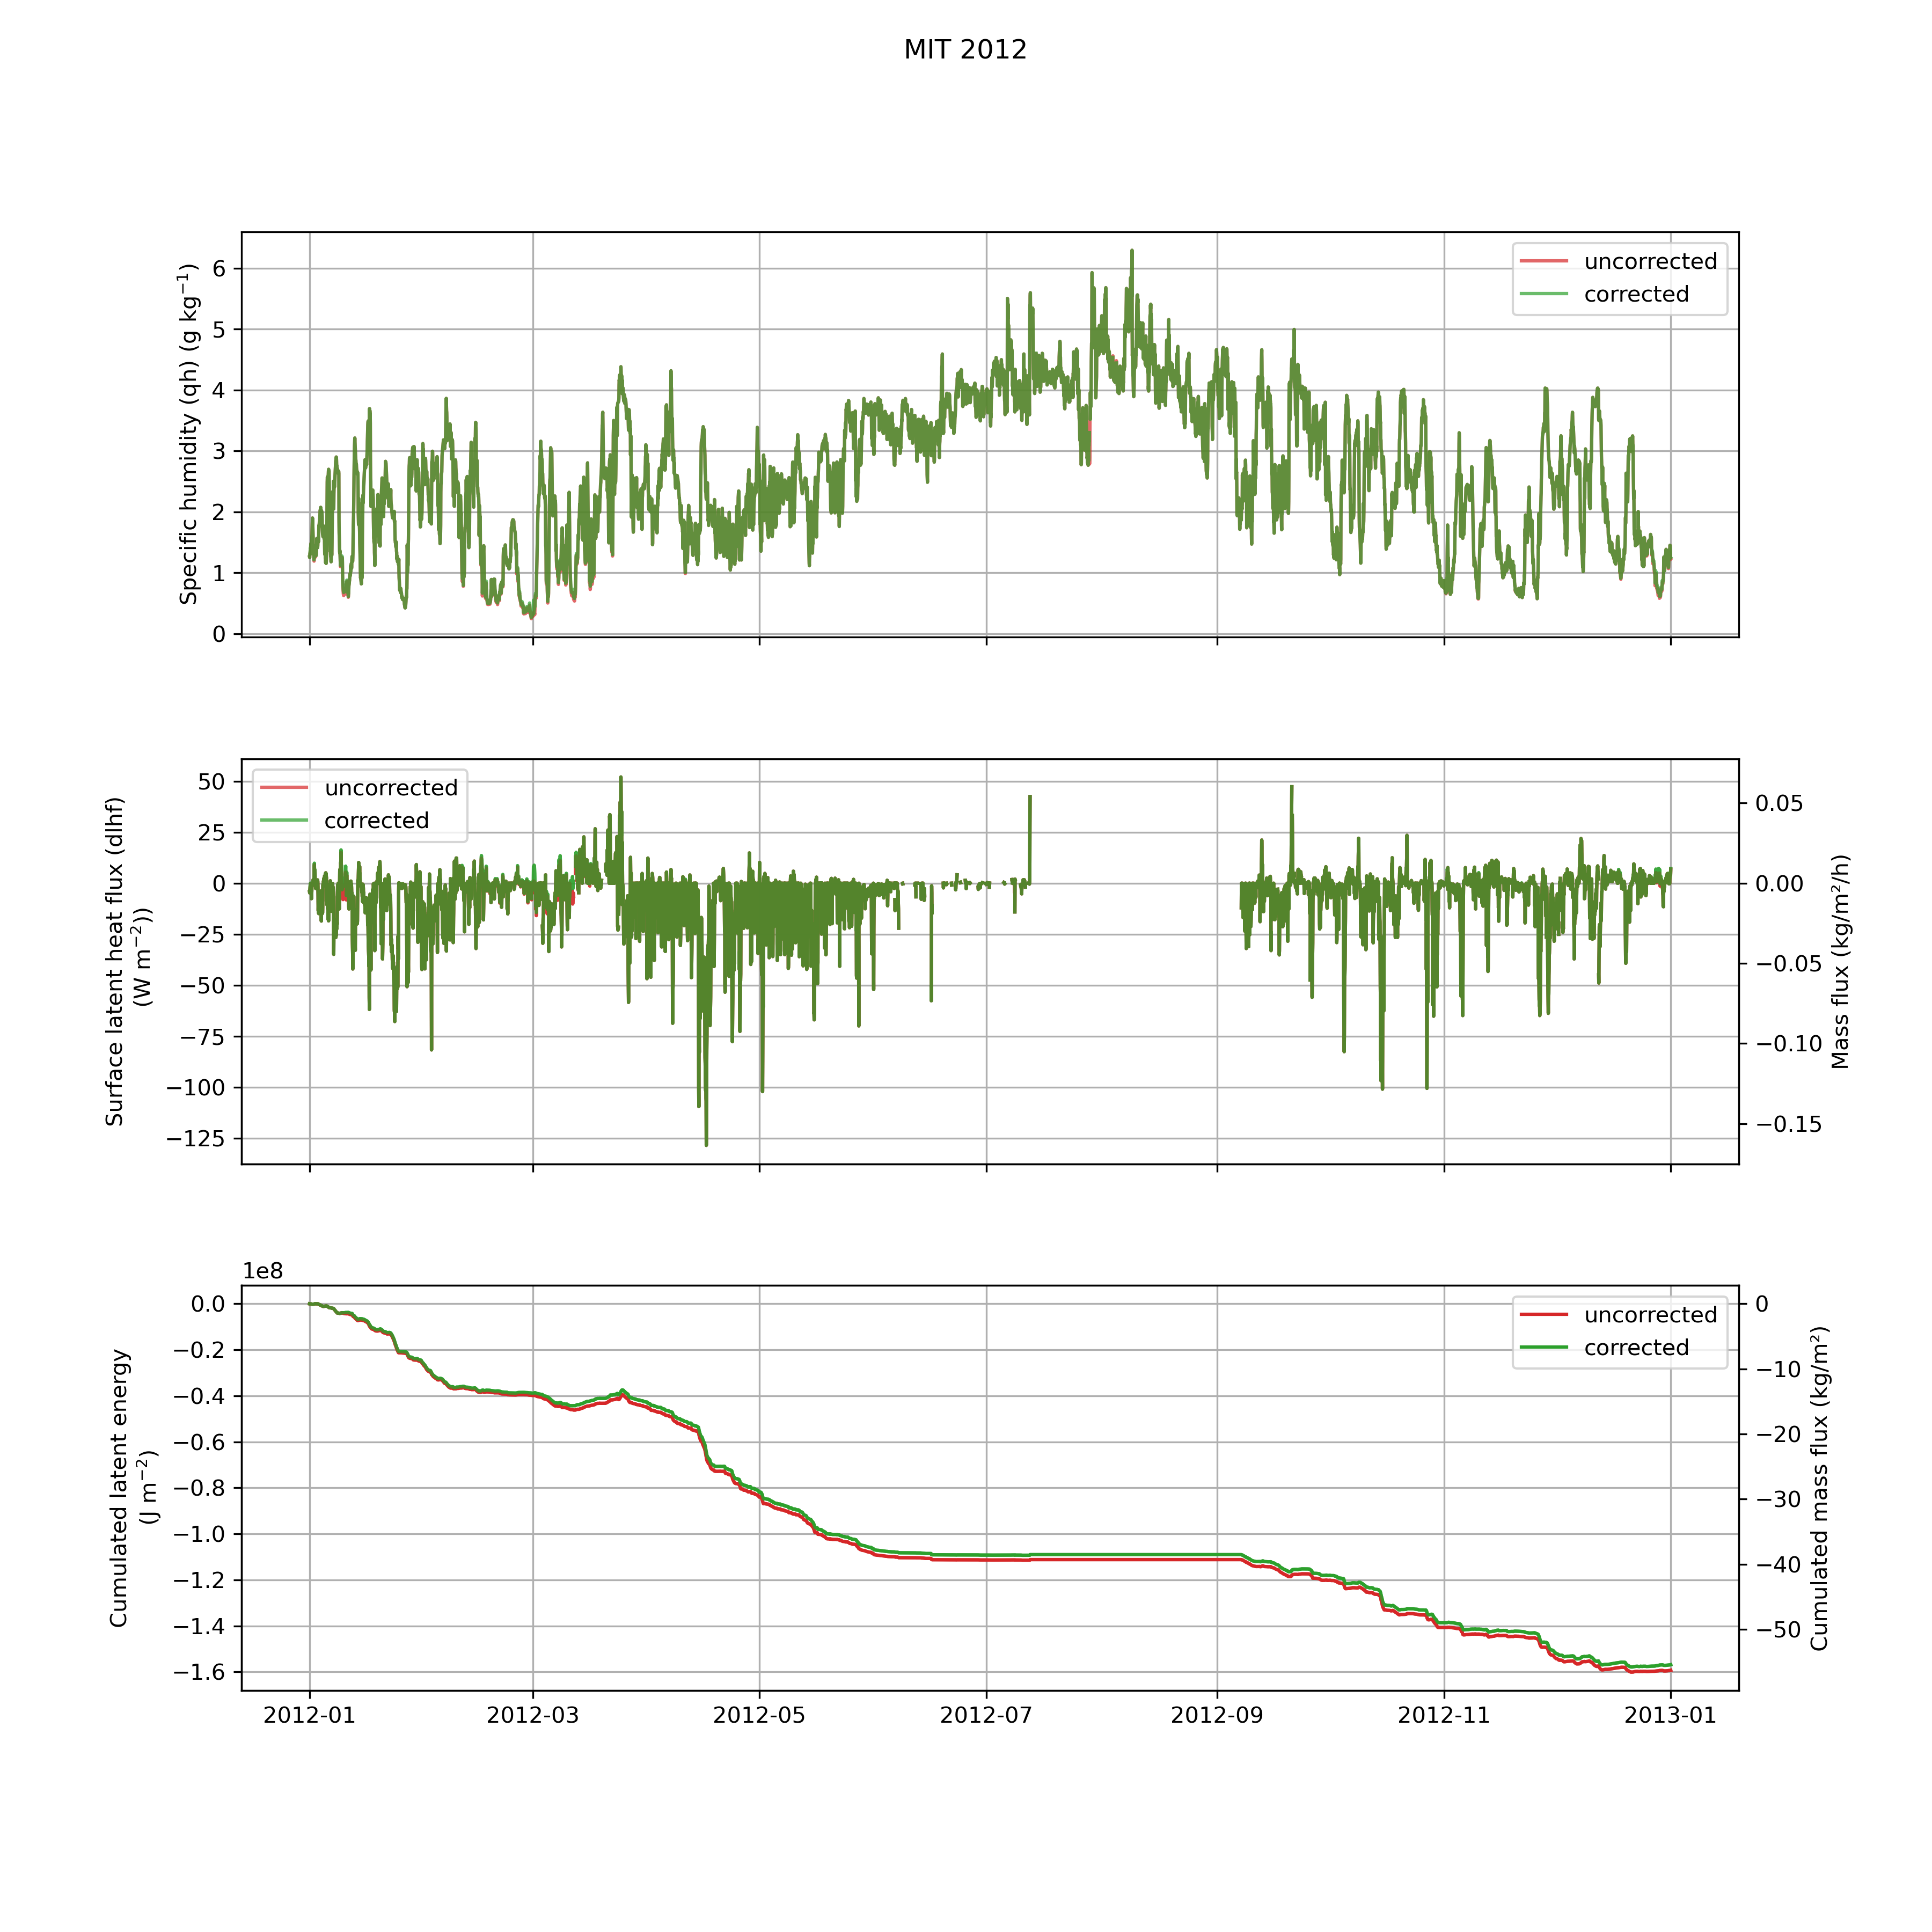 MIT 2012
Specific humidity (qh) (g kg⁻¹)
6
5
4
3
2
1
0
uncorrected
corrected
Surface latent heat flux (dlhf)
(W m⁻²))
50
25
0
−25
−50
−75
−100
−125
uncorrected
corrected
0.05
0.00
−0.05
−0.10
−0.15
Mass flux (kg/m²/h)
1e8
Cumulated latent energy
(J m⁻²)
0.0
−0.2
−0.4
−0.6
−0.8
−1.0
−1.2
−1.4
−1.6
uncorrected
corrected
0
−10
−20
−30
−40
−50
Cumulated mass flux (kg/m²)
2012-01 2012-03 2012-05 2012-07 2012-09 2012-11 2013-01